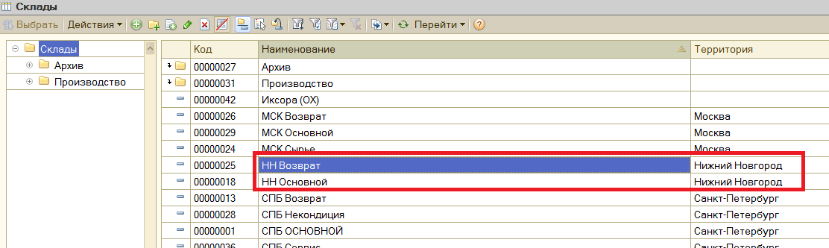 Склады
Выбрать Действия Перейти
Склады
Архив
Производство
Код Наименование Территория
00000027 Архив
00000031 Производство
00000042 Иксора (ОХ)
00000026 МСК Возврат Москва
00000029 МСК Основной Москва
00000024 МСК Сырье Москва
00000025 НН Возврат Нижний Новгород
00000018 НН Основной Нижний Новгород
00000013 СПБ Возврат Санкт-Петербург
00000028 СПБ Некондиция Санкт-Петербург
00000001 СПБ ОСНОВНОЙ Санкт-Петербург
00000036 СПБ Сервис Санкт-Петербург